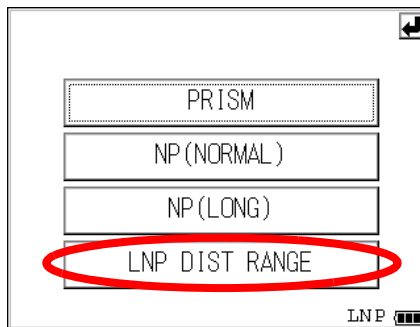 PRISM
NP(NORMAL)
NP(LONG)
LNP DIST RANGE
LNP